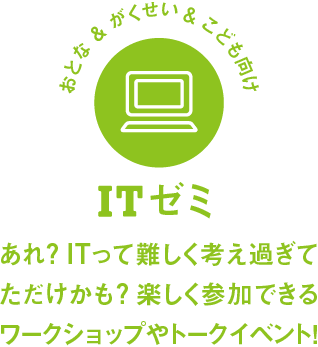 おとな & がくせい & こども向け
ITゼミ
あれ? ITって難しく考え過ぎて
ただけかも? 楽しく参加できる
ワークショップやトークイベント!